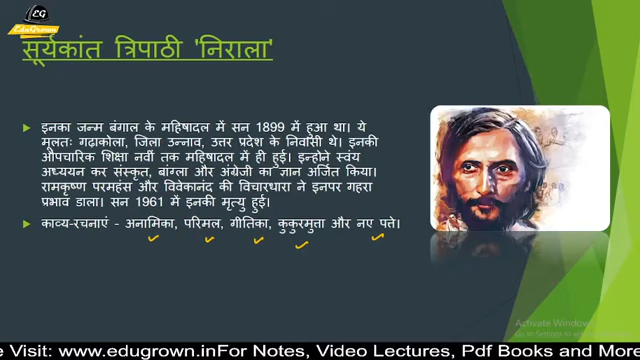 EG
EduGrown
सूर्यकांत त्रिपाठी 'निराला'
इनका जन्म बंगाल के महिषादल में सन 1899 में हुआ था। ये
मूलतः गढ़ाकोला, जिला उन्नाव, उत्तर प्रदेश के निवासी थे। इनकी
औपचारिक शिक्षा नवीं तक महिषादल में ही हुई। इन्होने स्वंय
अध्ययन कर संस्कृत, बांग्ला और अंग्रेजी का ज्ञान अर्जित किया।
रामकृष्ण परमहंस और विवेकानंद की विचारधारा ने इनपर गहरा
प्रभाव डाला। सन 1961 में इनकी मृत्यु हुई।
काव्य-रचनाएं - अनामिका, परिमल, गीतिका, कुकुरमुत्ता और नए पत्ते।
Activate Windows
Go to Settings to
e Visit: www.edugrown.inFor Notes, Video Lectures, Pdf Books and More